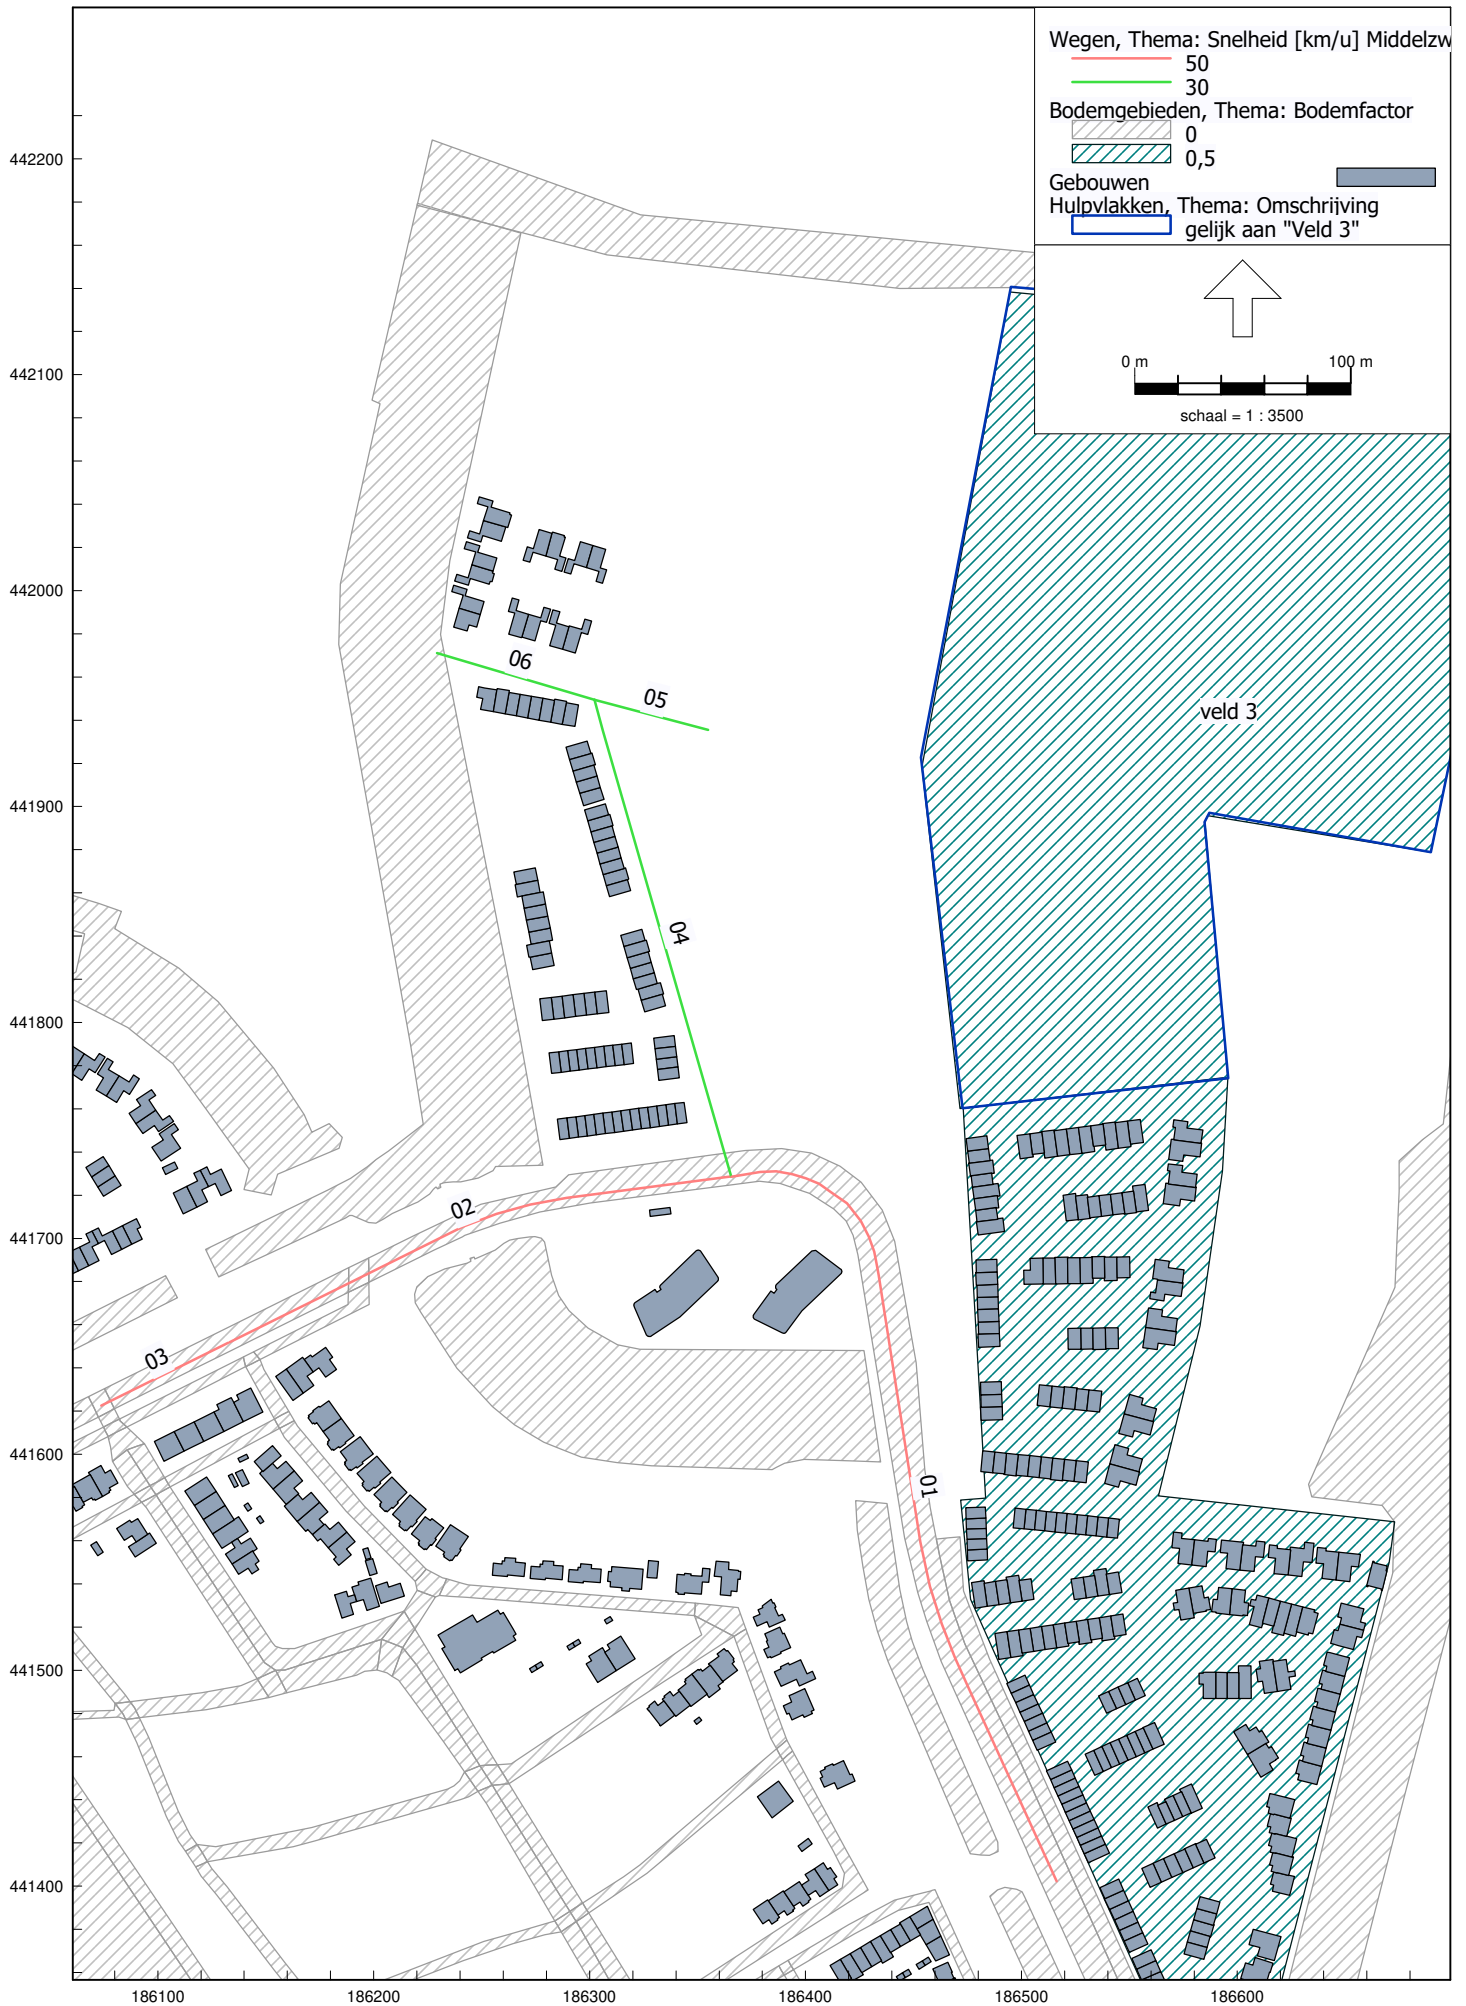 Wegen, Thema: Snelheid [km/u] Middelzw
50
30
Bodemgebieden, Thema: Bodemfactor
0
0,5
Gebouwen
Hulpvlakken, Thema: Omschrijving
gelijk aan "Veld 3"
0 m 100 m
schaal = 1 : 3500
442200
442100
442000
441900
441800
441700
441600
441500
441400
06
05
veld 3
04
02
03
01
186100 186200 186300 186400 186500 186600